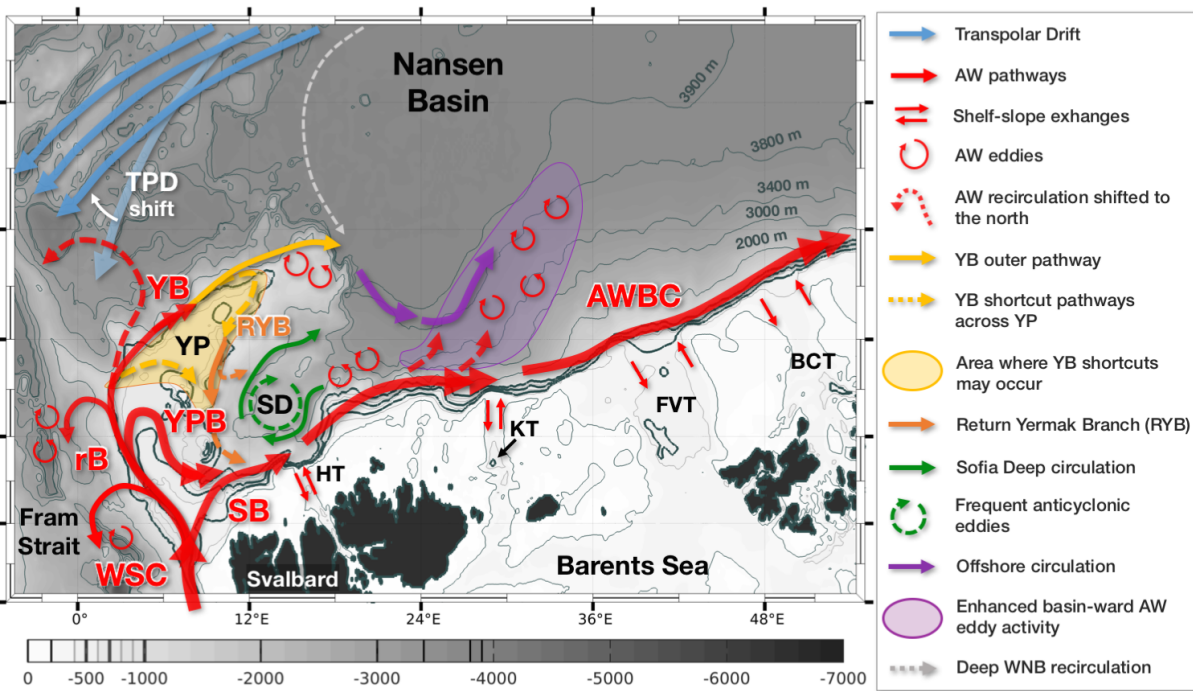 Nansen
Basin
3900 m
3800 m
3400 m
3000 m
2000 m
TPD
shift
YB
YP
RYB
AWBC
BCT
FVT
SD
YPB
KT
rB
HT
SB
Fram
Strait
WSC
Svalbard
Barents Sea
0° 12°E 24°E 36°E 48°E
0 -500 -1000 -2000 -3000 -4000 -5000 -6000 -7000
Transpolar Drift
AW pathways
Shelf-slope exhanges
AW eddies
AW recirculation shifted to
the north
YB outer pathway
YB shortcut pathways
across YP
Area where YB shortcuts
may occur
Return Yermak Branch (RYB)
Sofia Deep circulation
Frequent anticyclonic
eddies
Offshore circulation
Enhanced basin-ward AW
eddy activity
Deep WNB recirculation